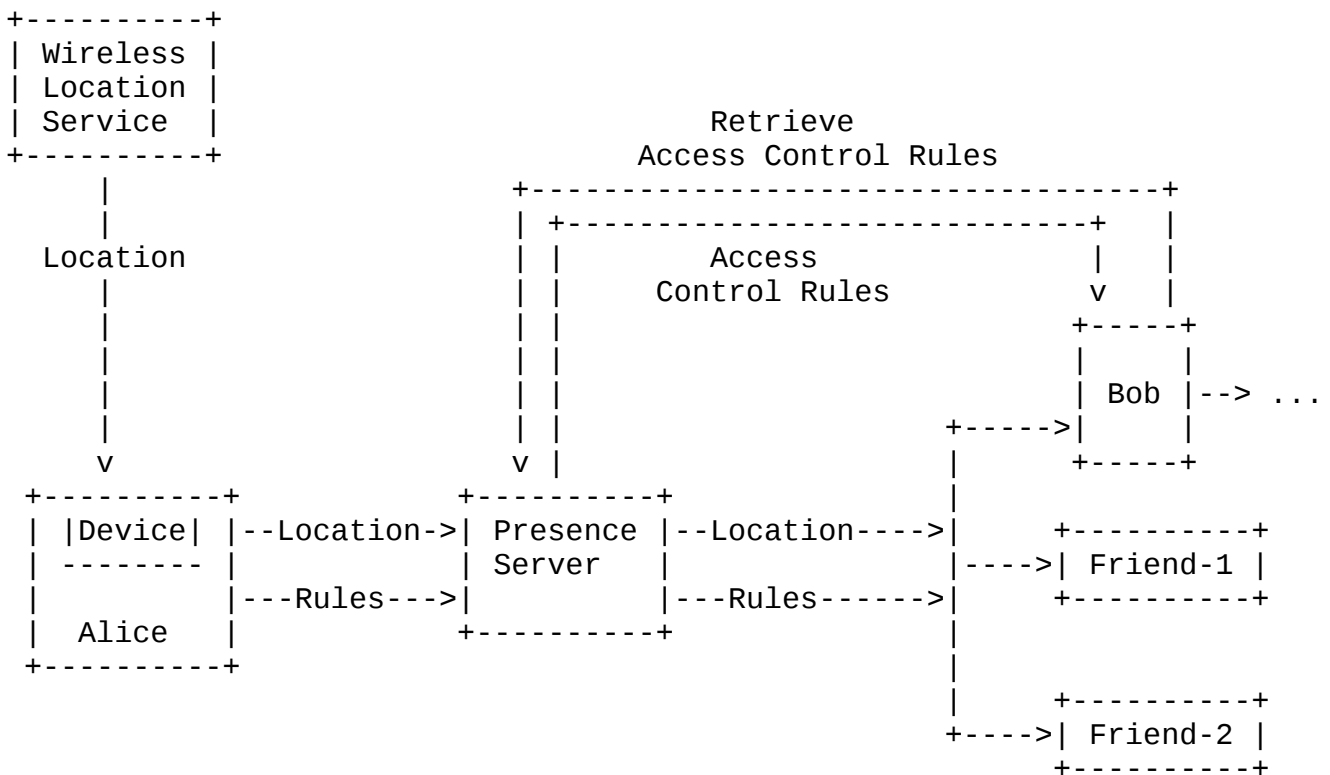 Wireless
Location
Service
Retrieve
Access Control Rules
Location
Access
Control Rules
Bob --> ...
|Device| --Location-> Presence --Location---->
-------- Server ----> Friend-1
---Rules---> ---Rules------>
Alice
+----> Friend-2